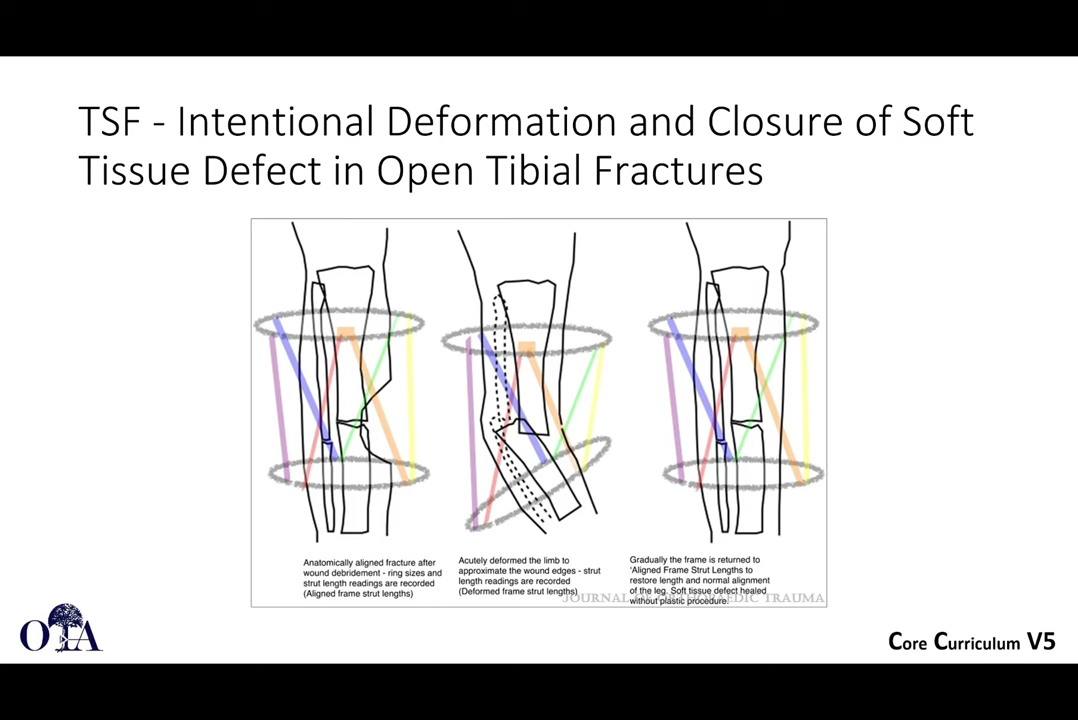 TSF - Intentional Deformation and Closure of Soft
Tissue Defect in Open Tibial Fractures
Anatomically aligned fracture after
wound debridement - ring sizes and
strut length readings are recorded
(Aligned frame strut lengths)
Acutely deformed the limb to
approximate the wound edges - strut
length readings are recorded
(Deformed frame strut lengths)
Gradually the frame is returned to
'Aligned Frame Strut Lengths to
restore length and normal alignment
of the leg. Soft tissue defect healed
without plastic procedure.
JOURNAL OF ORTHOPAEDIC TRAUMA
OTA
Core Curriculum V5